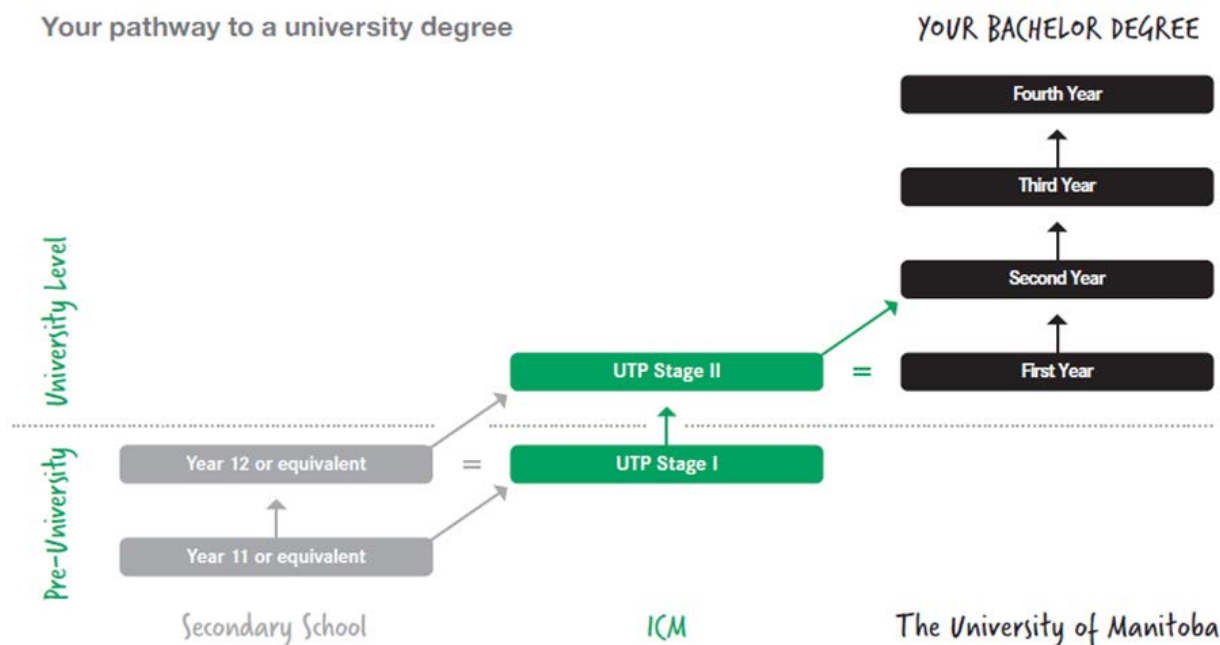 Your pathway to a university degree
YOUR BACHELOR DEGREE
Fourth Year
Third Year
Second Year
University Level
UTP Stage II
=
First Year
Pre-University
Year 12 or equivalent
=
UTP Stage I
Year 11 or equivalent
Secondary School
ICM
The University of Manitoba